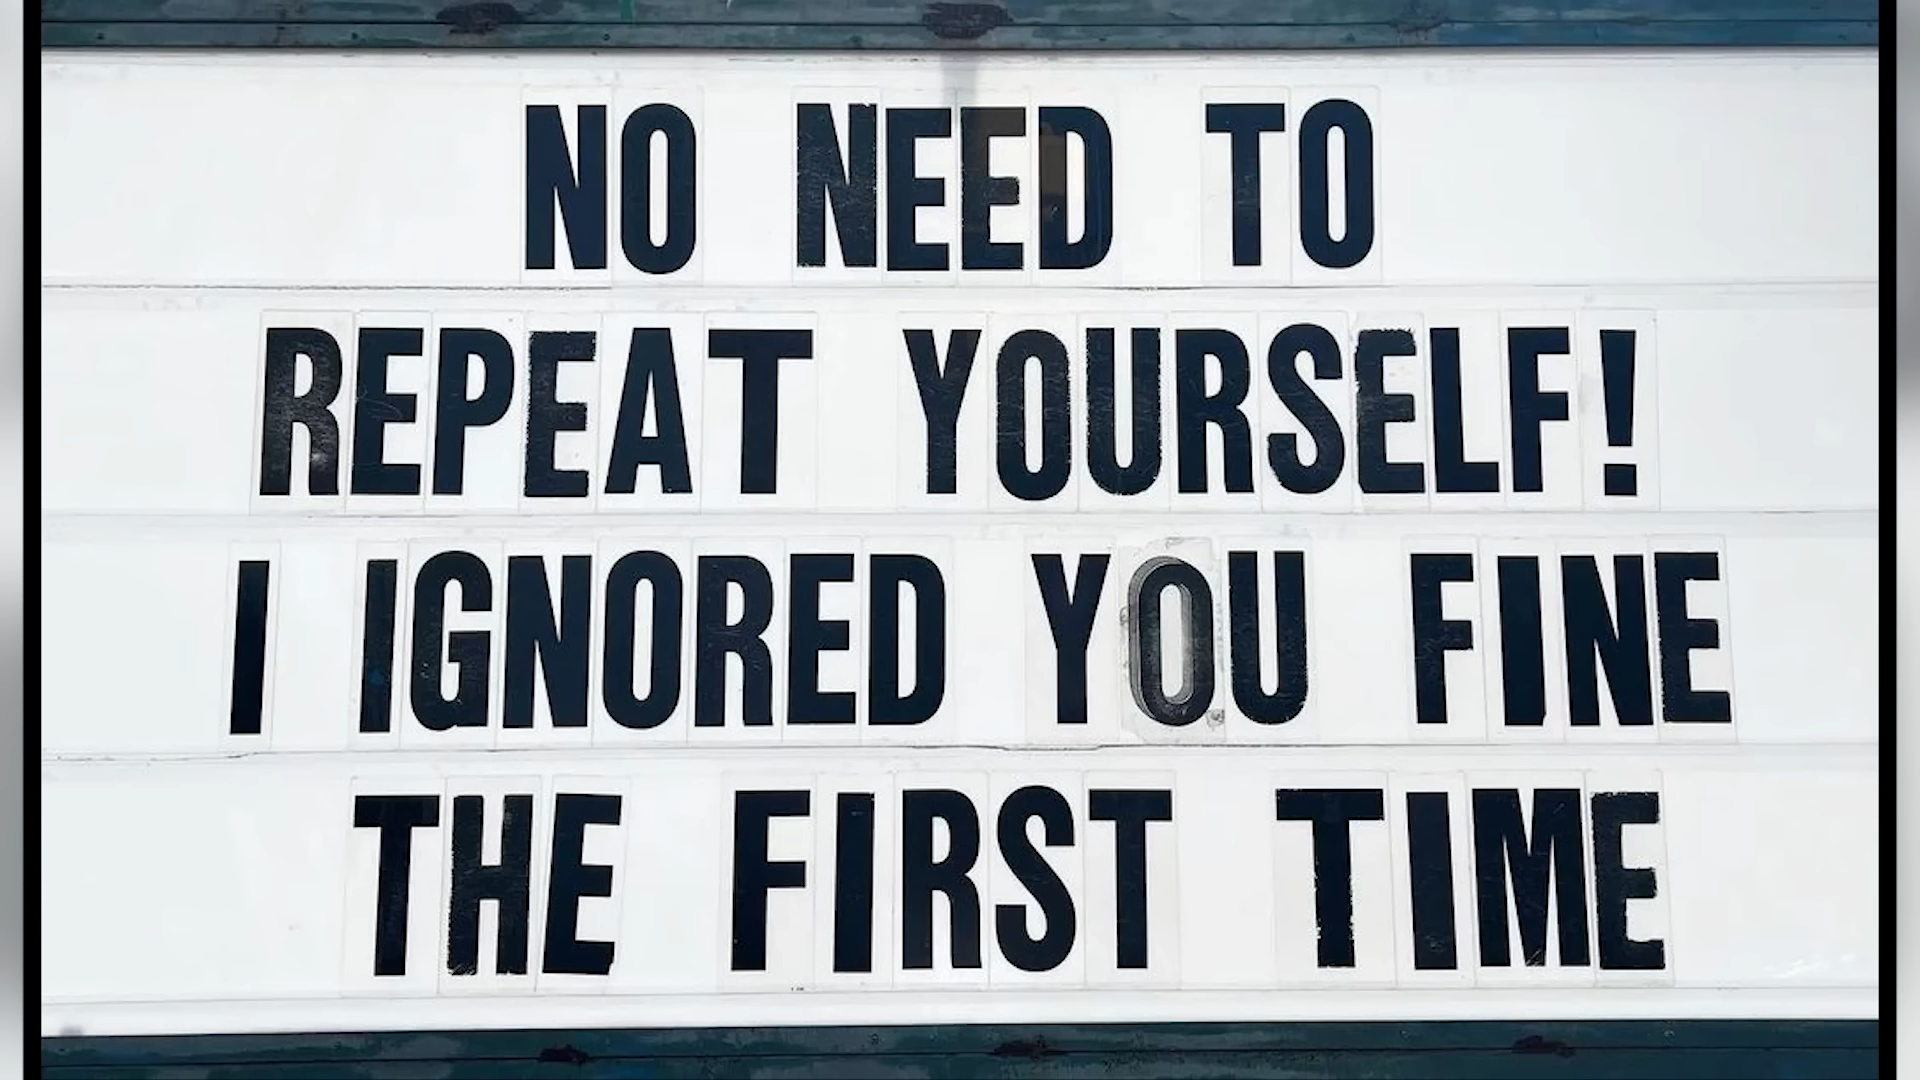 NO NEED TO
REPEAT YOURSELF!
I IGNORED YOU FINE
THE FIRST TIME